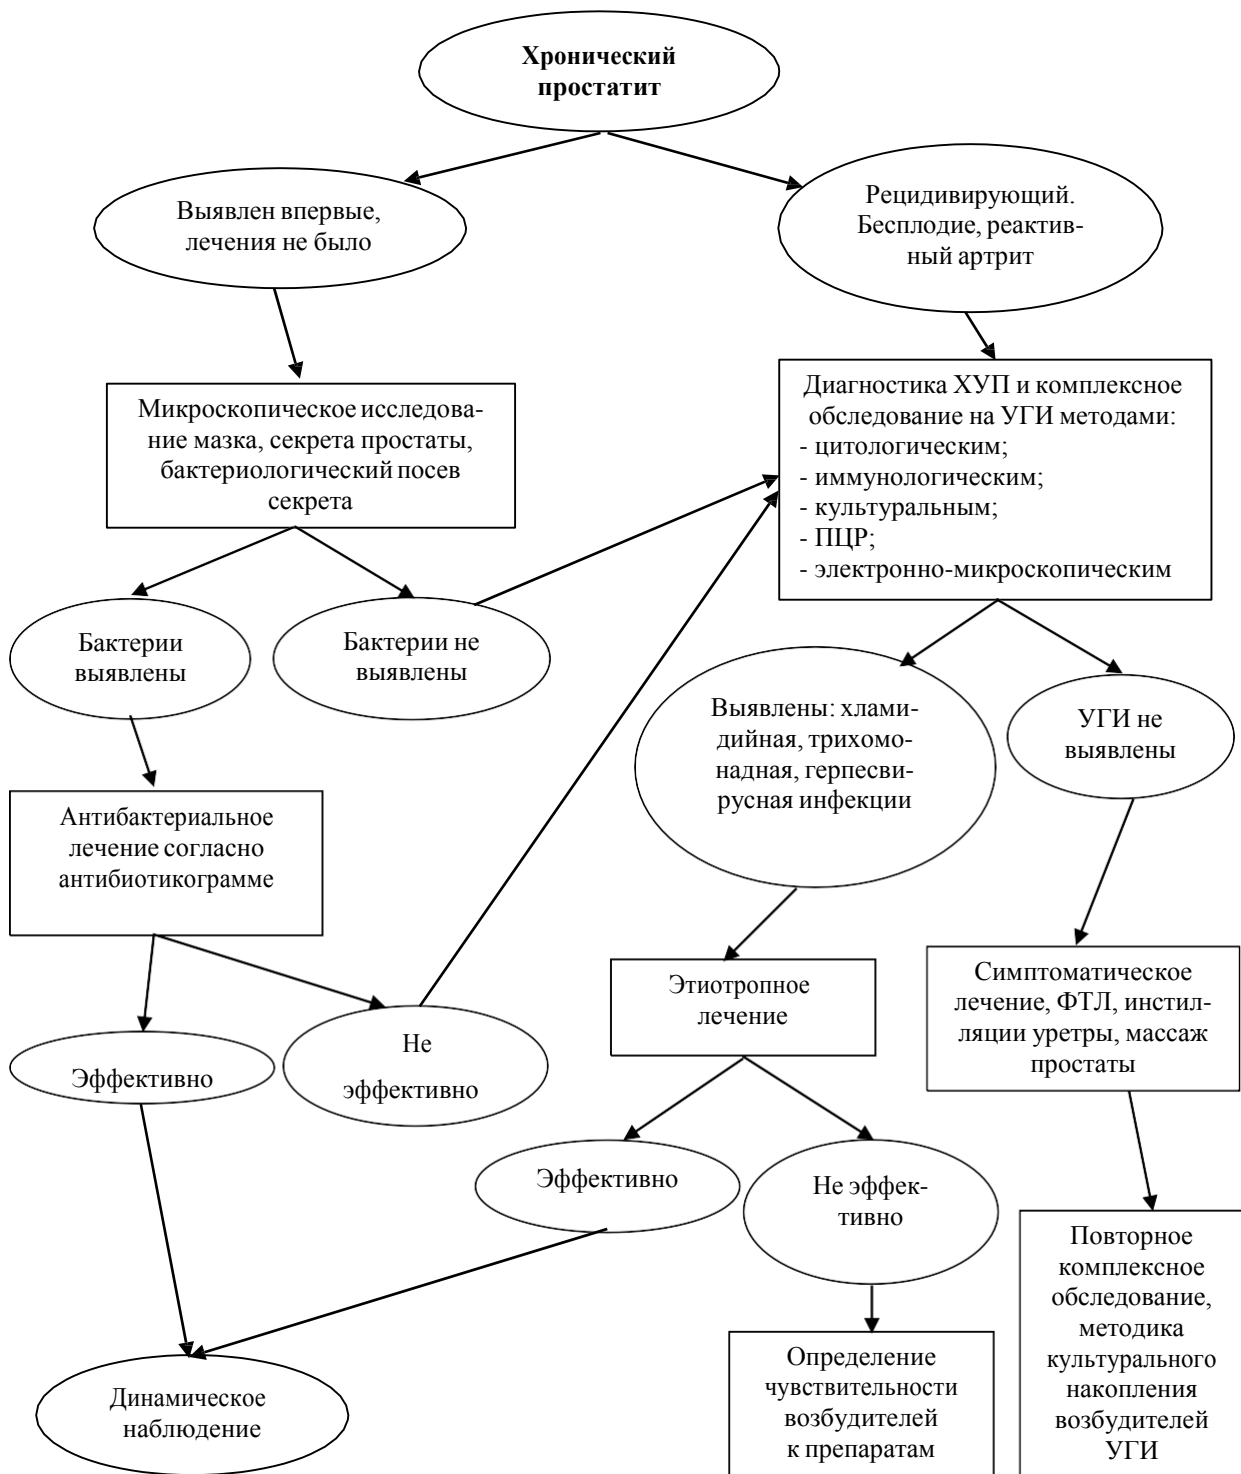 Хронический
простатит
Выявлен впервые,
лечения не было
Рецидивирующий.
Бесплодие, реактив-
ный артрит
Микроскопическое исследова-
ние мазка, секрета простаты,
бактериологический посев
секрета
Диагностика ХУП и комплексное
обследование на УГИ методами:
- цитологическим;
- иммунологическим;
- культуральным;
- ПЦР;
- электронно-микроскопическим
Бактерии
выявлены
Бактерии не
выявлены
Выявлены: хлами-
дийная, трихомо-
надная, герпесви-
русная инфекции
УГИ не
выявлены
Антибактериальное
лечение согласно
антибиотикограмме
Этиотропное
лечение
Симптоматическое
лечение, ФТЛ, инстил-
ляции уретры, массаж
простаты
Эффективно
Не
эффективно
Эффективно
Не эффек-
тивно
Повторное
комплексное
обследование,
методика
культурального
накопления
возбудителей
УГИ
Динамическое
наблюдение
Определение
чувствительности
возбудителей
к препаратам